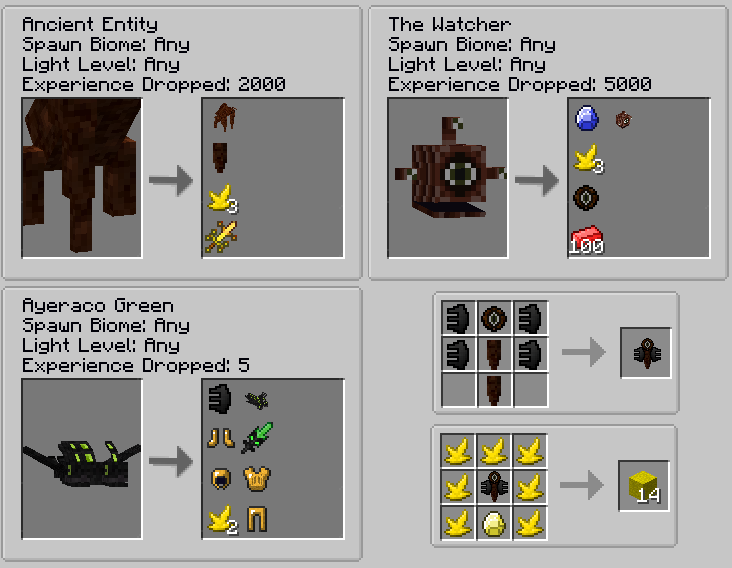 Ancient Entity
Spawn Biome: Any
Light Level: Any
Experience Dropped: 2000
3
The Watcher
Spawn Biome: Any
Light Level: Any
Experience Dropped: 5000
3
100
Ayeraco Green
Spawn Biome: Any
Light Level: Any
Experience Dropped: 5
2
14